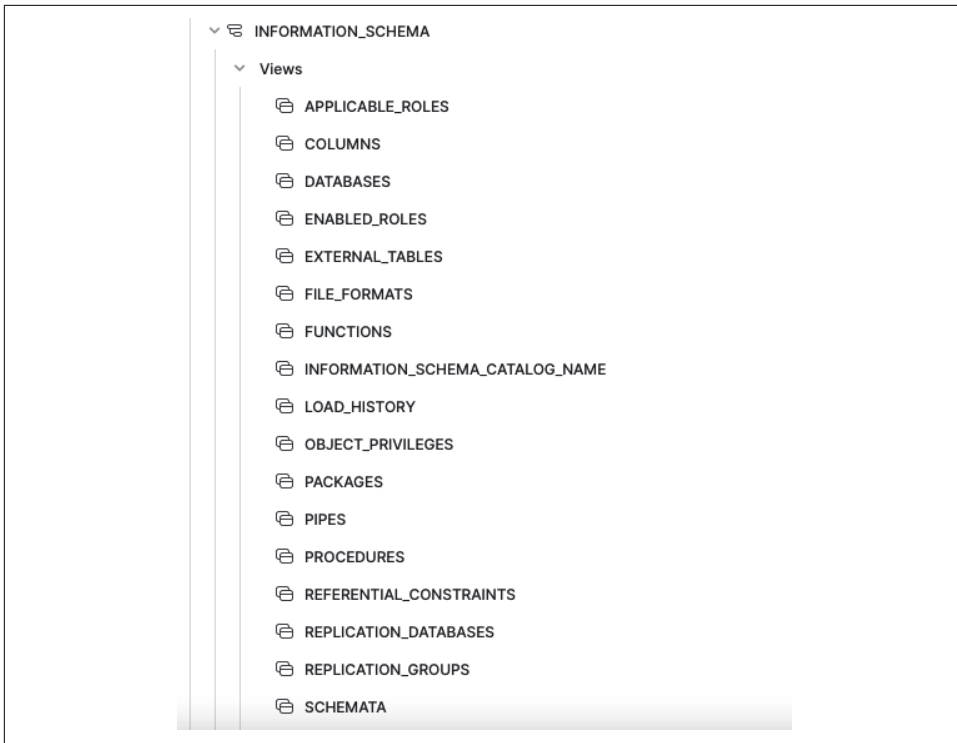 INFORMATION_SCHEMA
Views
APPLICABLE_ROLES
COLUMNS
DATABASES
ENABLED_ROLES
EXTERNAL_TABLES
FILE_FORMATS
FUNCTIONS
INFORMATION_SCHEMA_CATALOG_NAME
LOAD_HISTORY
OBJECT_PRIVILEGES
PACKAGES
PIPES
PROCEDURES
REFERENTIAL_CONSTRAINTS
REPLICATION_DATABASES
REPLICATION_GROUPS
SCHEMATA